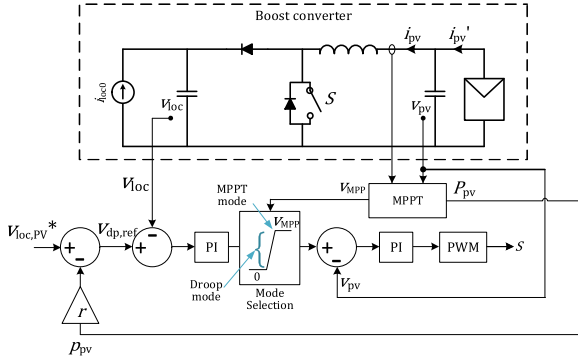 Boost converter
i_pv
i_pv'
i_loc0
v_loc
S
v_pv
v_loc
MPPT
mode
v_MPP
MPPT
P_pv
v_loc,PV*
v_dp,ref
PI
v_MPP
0
PI
PWM
S
Droop
mode
Mode
Selection
v_pv
r
p_pv